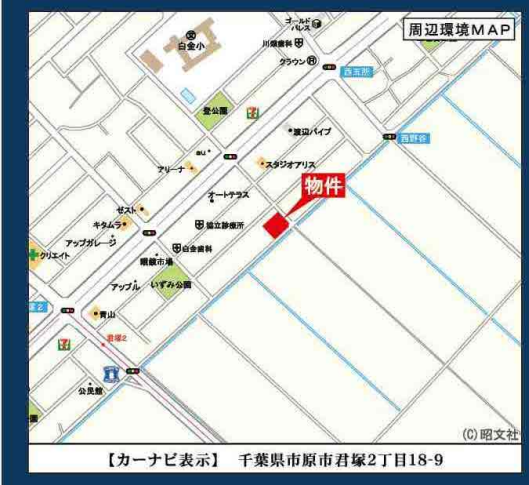 周辺環境MAP
ゴールド
パレス
白金小
川畑歯科
クラウン
西五所
登公園
渡辺パイプ
西野谷
au
スタジオアリス
アリーナ
物件
オートテラス
ゼスト
キタムラ
協立診療所
アップガレージ
白金歯科
クリエイト
眼鏡市場
アップル
いずみ公園
青山
君塚2
公民館
(C)昭文社
【カーナビ表示】 千葉県市原市君塚2丁目18-9